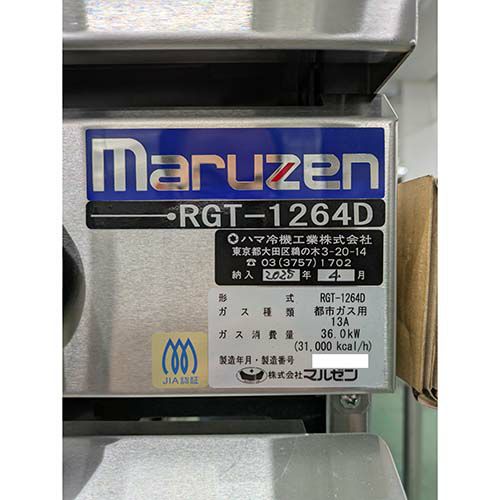 maruzen
RGT-1264D
ハマ冷機工業株式会社
東京都大田区鵜の木3-20-14
☎03(3757)1702
納入 2025 年 4 月
形 式 RGT-1264D
ガス種類 都市ガス用
13A
ガス消費量 36.0kW
(31,000 kcal/h)
製造年月・製造番号
株式会社マルゼン
JIA認証